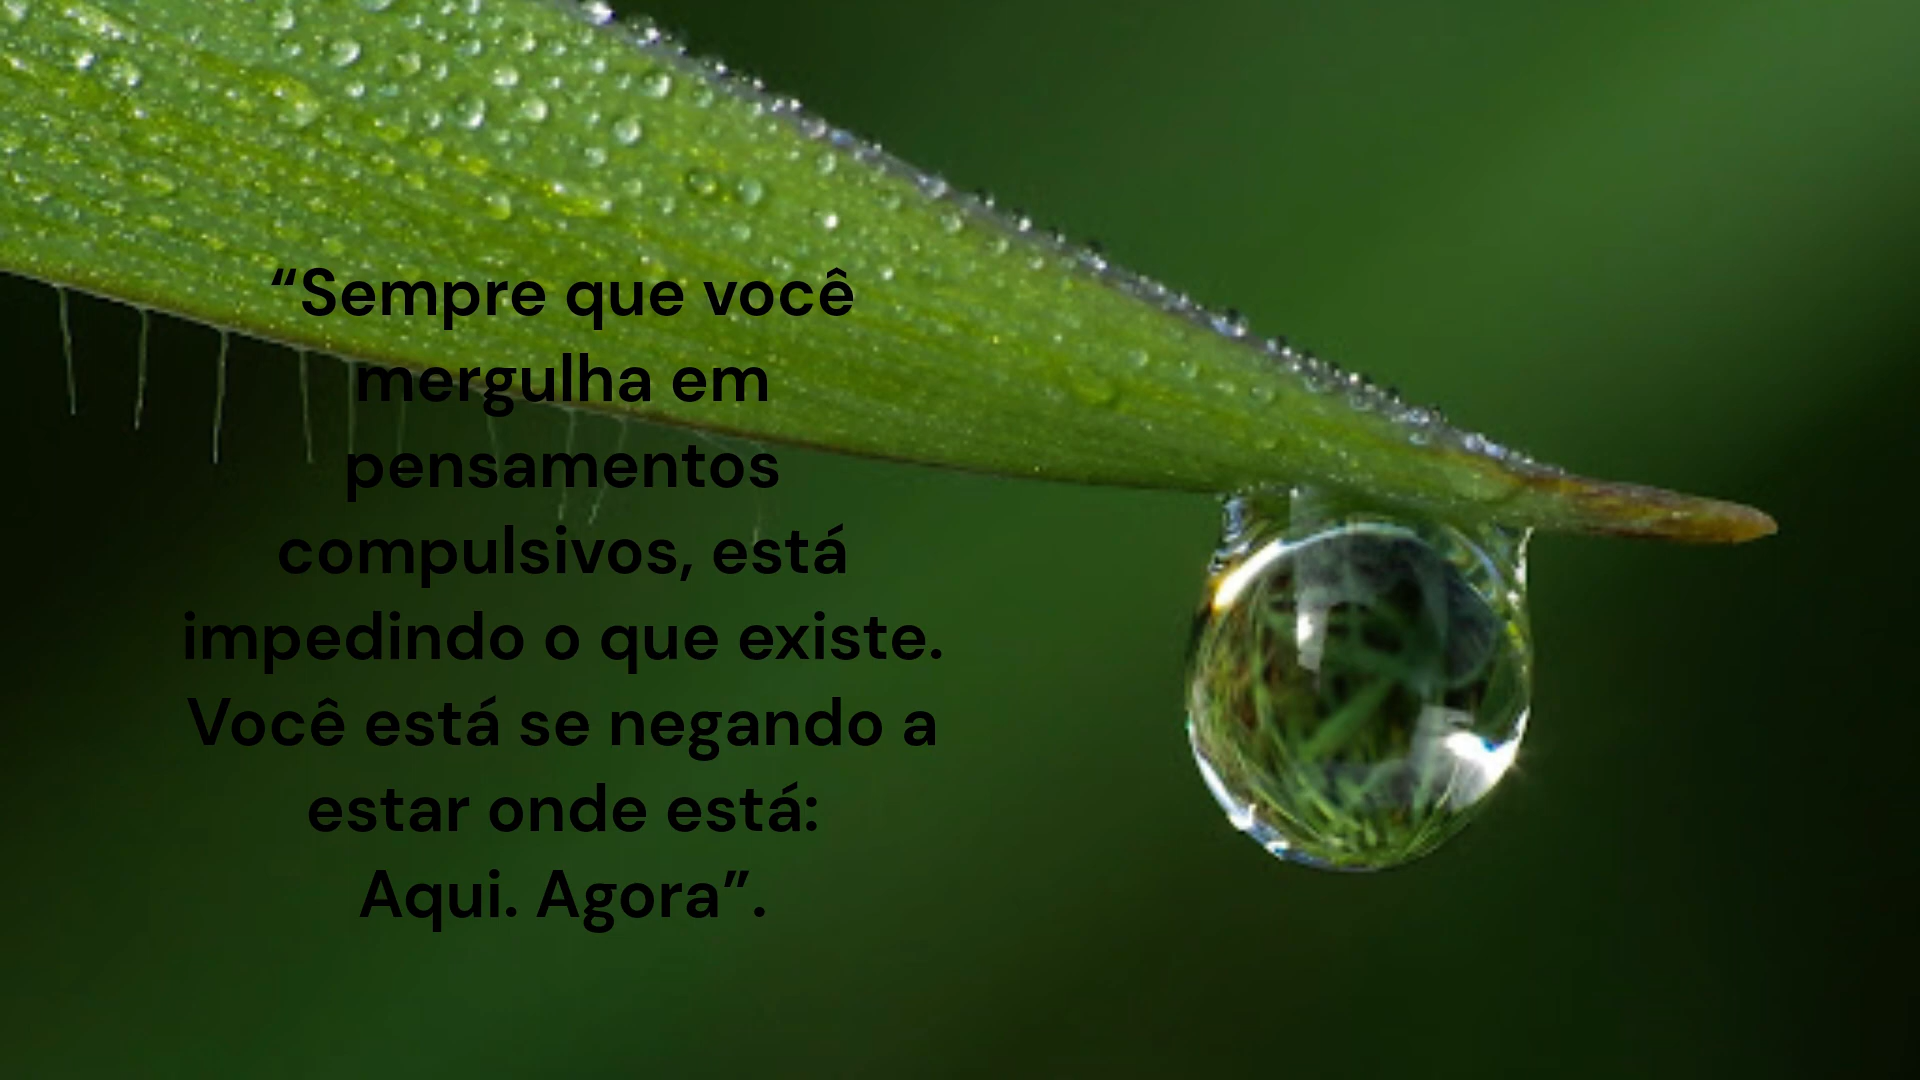 “Sempre que você
mergulha em
pensamentos
compulsivos, está
impedindo o que existe.
Você está se negando a
estar onde está:
Aqui. Agora”.